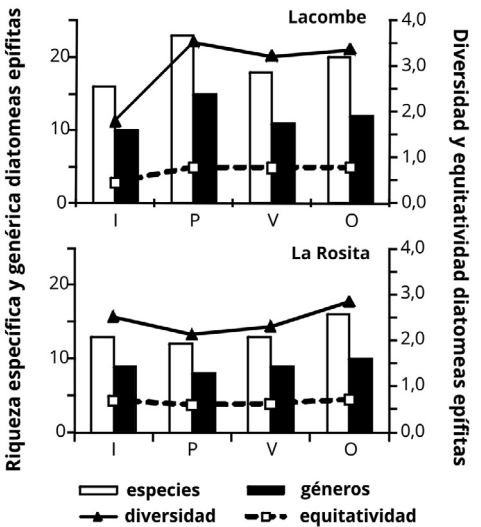 Riqueza específica y genérica diatomeas epífitas
Diversidad y equitatividad diatomeas epífitas
Lacombe
20
10
0
4,0
3,0
2,0
1,0
0,0
I P V O
La Rosita
20
10
0
4,0
3,0
2,0
1,0
0,0
I P V O
especies géneros
diversidad equitatividad